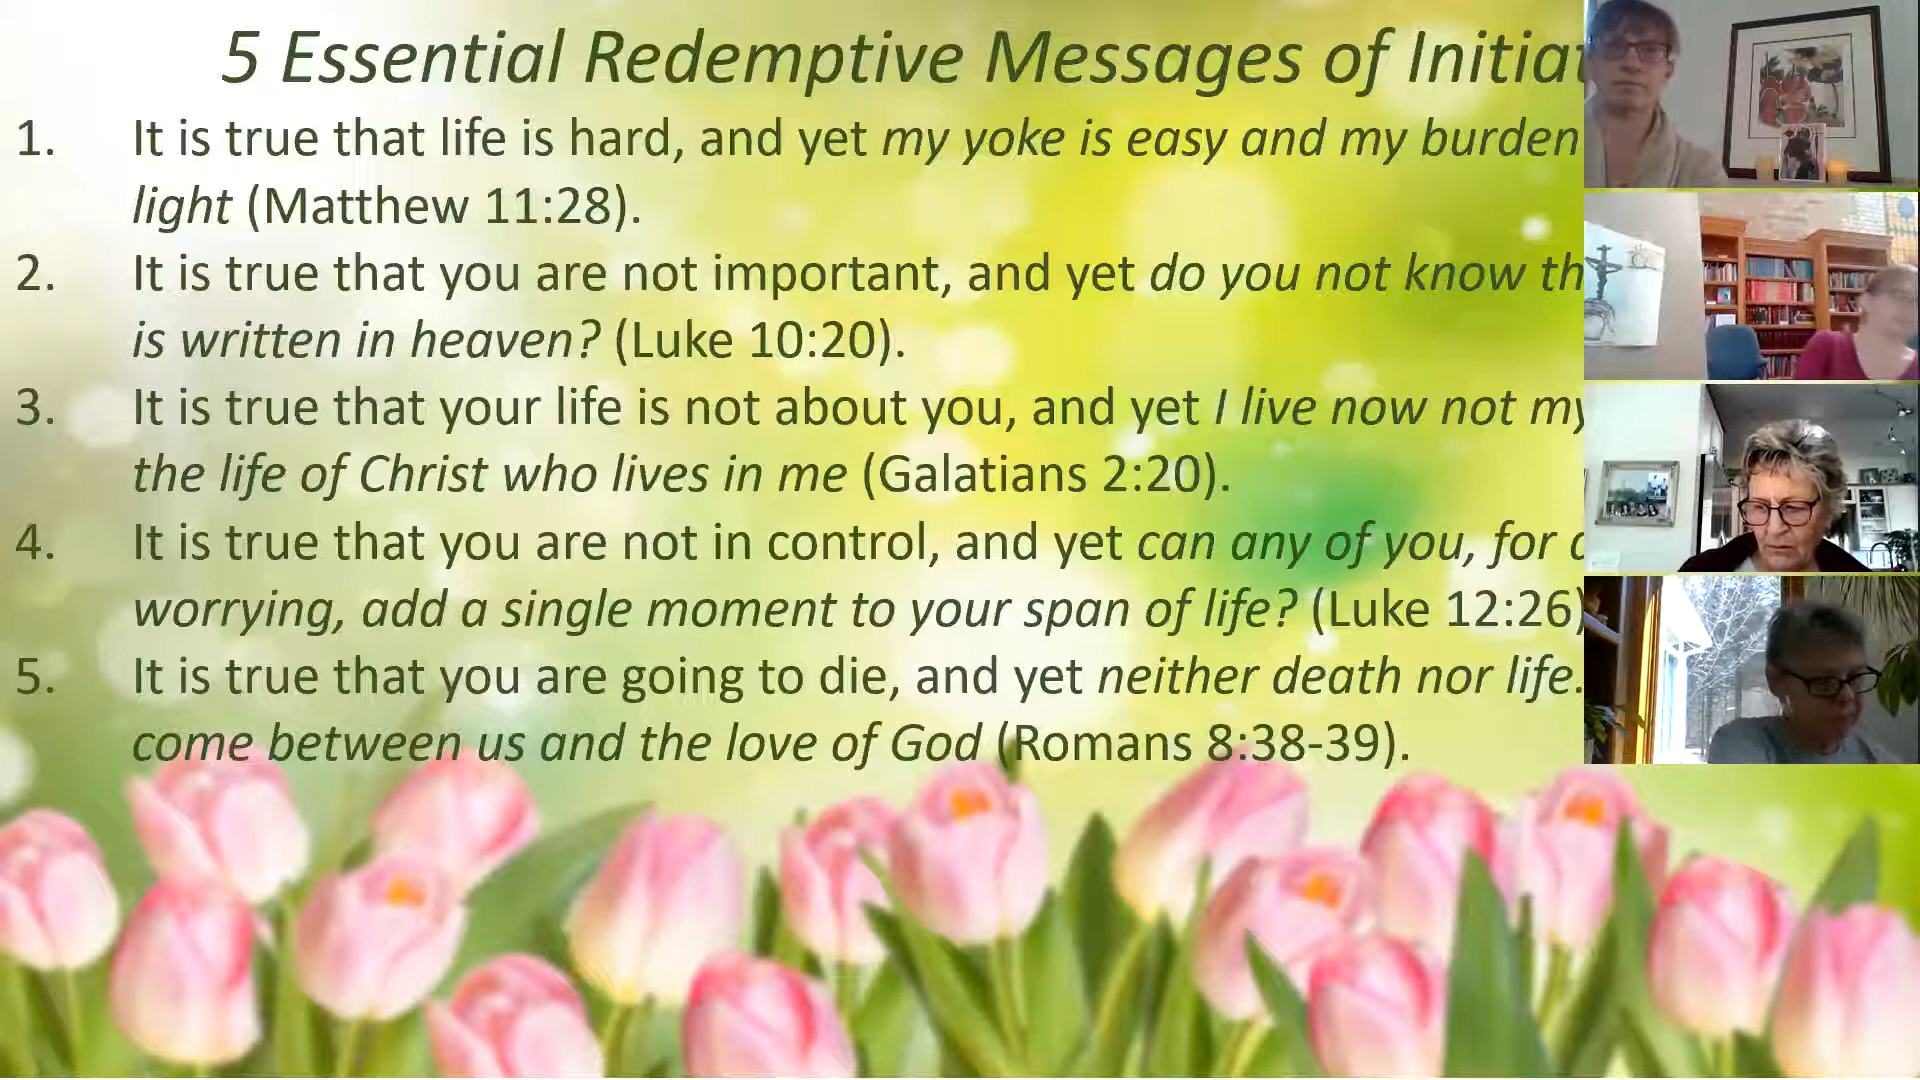 5 Essential Redemptive Messages of Initiat
1. It is true that life is hard, and yet my yoke is easy and my burden
light (Matthew 11:28).
2. It is true that you are not important, and yet do you not know th
is written in heaven? (Luke 10:20).
3. It is true that your life is not about you, and yet I live now not my
the life of Christ who lives in me (Galatians 2:20).
4. It is true that you are not in control, and yet can any of you, for a
worrying, add a single moment to your span of life? (Luke 12:26)
5. It is true that you are going to die, and yet neither death nor life.
come between us and the love of God (Romans 8:38-39).